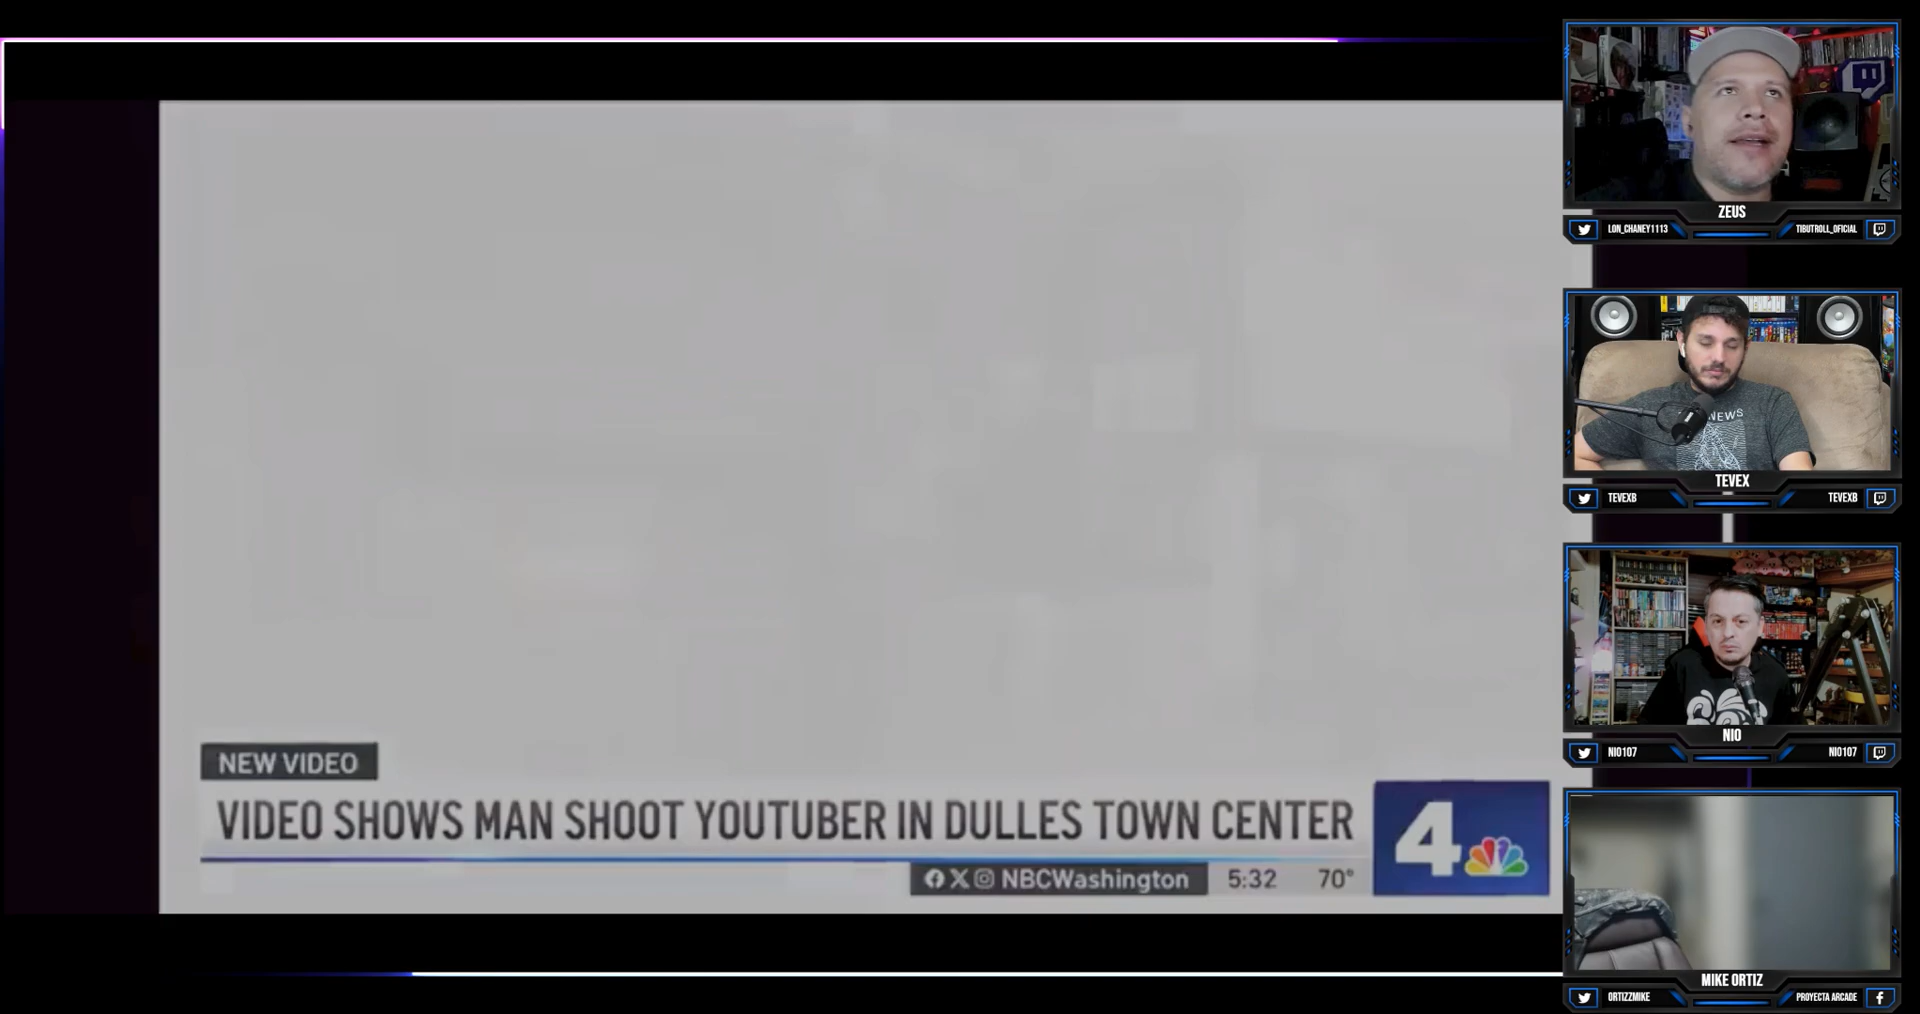 NEW VIDEO
VIDEO SHOWS MAN SHOOT YOUTUBER IN DULLES TOWN CENTER
4
NBCWashington 5:32 70°
ZEUS
LON_CHANEY1113 TIBUTROLL_OFICIAL
NEWS
TEVEX
TEVEXB TEVEXB
NIO
NIO107 NIO107
MIKE ORTIZ
ORTIZZMIKE PROYECTA ARCADE